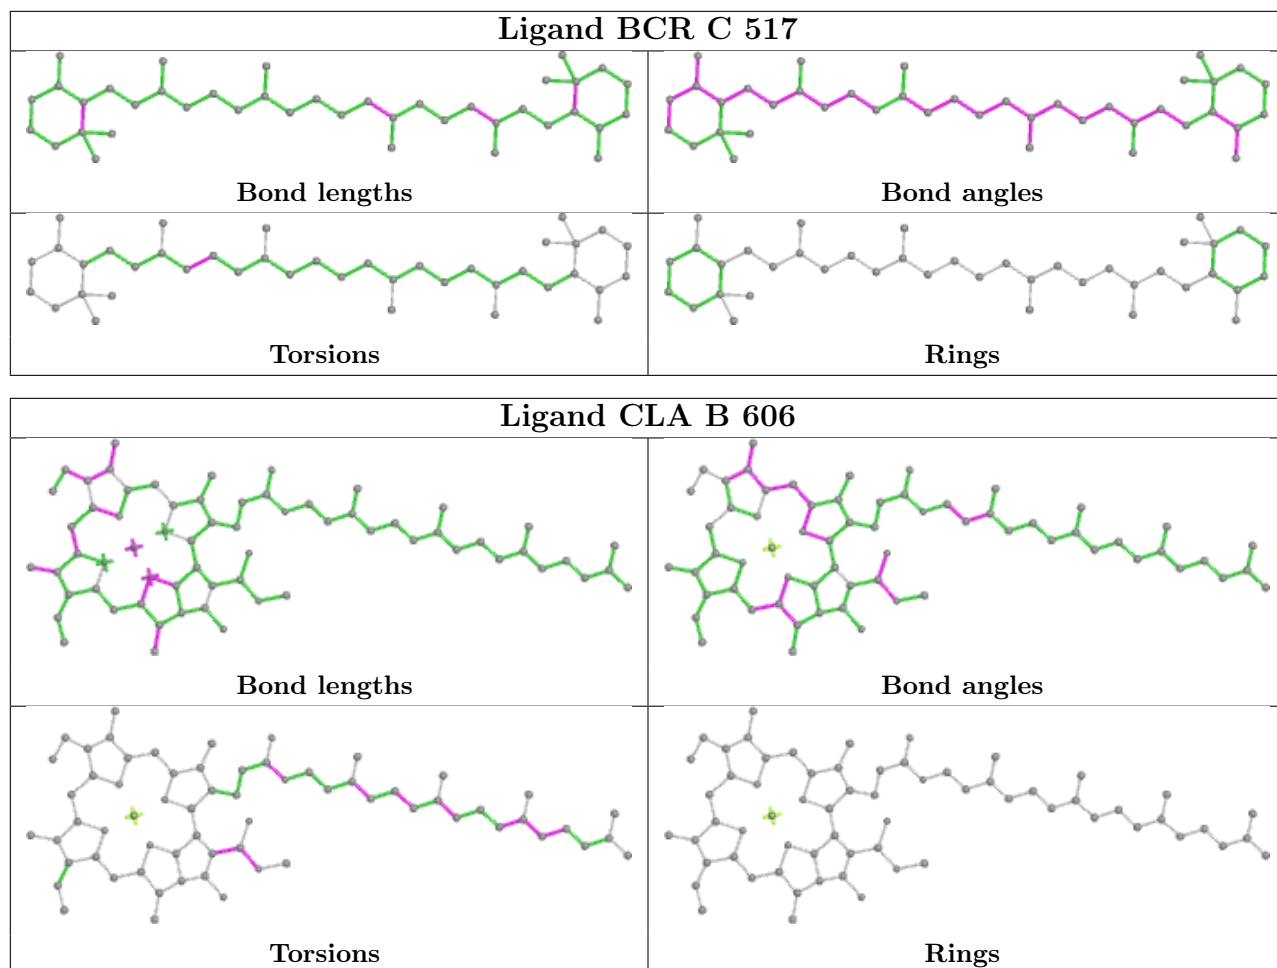 Ligand BCR C 517
Bond lengths
Bond angles
Torsions
Rings
Ligand CLA B 606
Bond lengths
Bond angles
Torsions
Rings